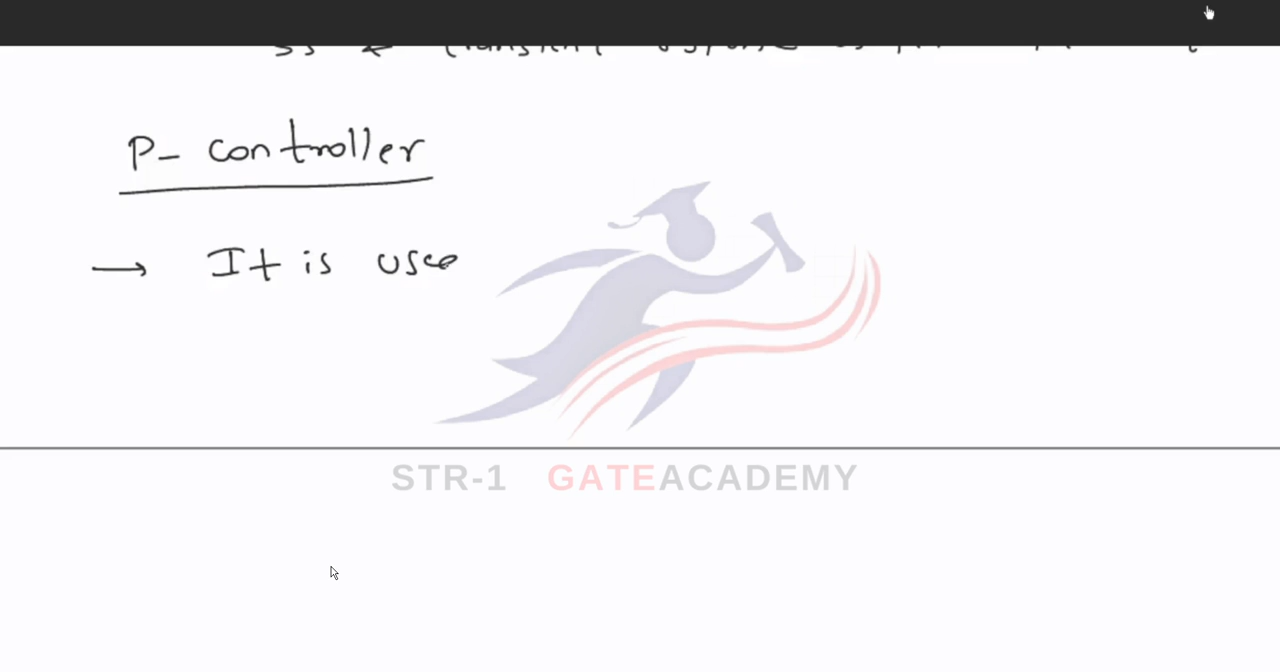 P- controller
→ It is use
STR-1 GATEACADEMY